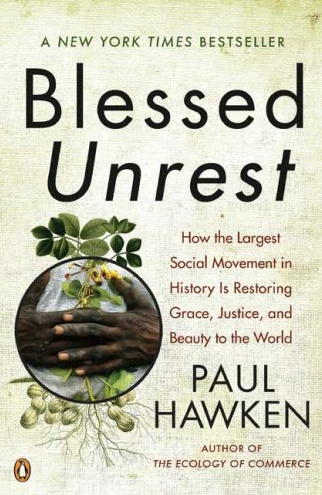 A NEW YORK TIMES BESTSELLER
Blessed
Unrest
How the Largest
Social Movement in
History Is Restoring
Grace, Justice, and
Beauty to the World
PAUL
HAWKEN
AUTHOR OF
THE ECOLOGY OF COMMERCE